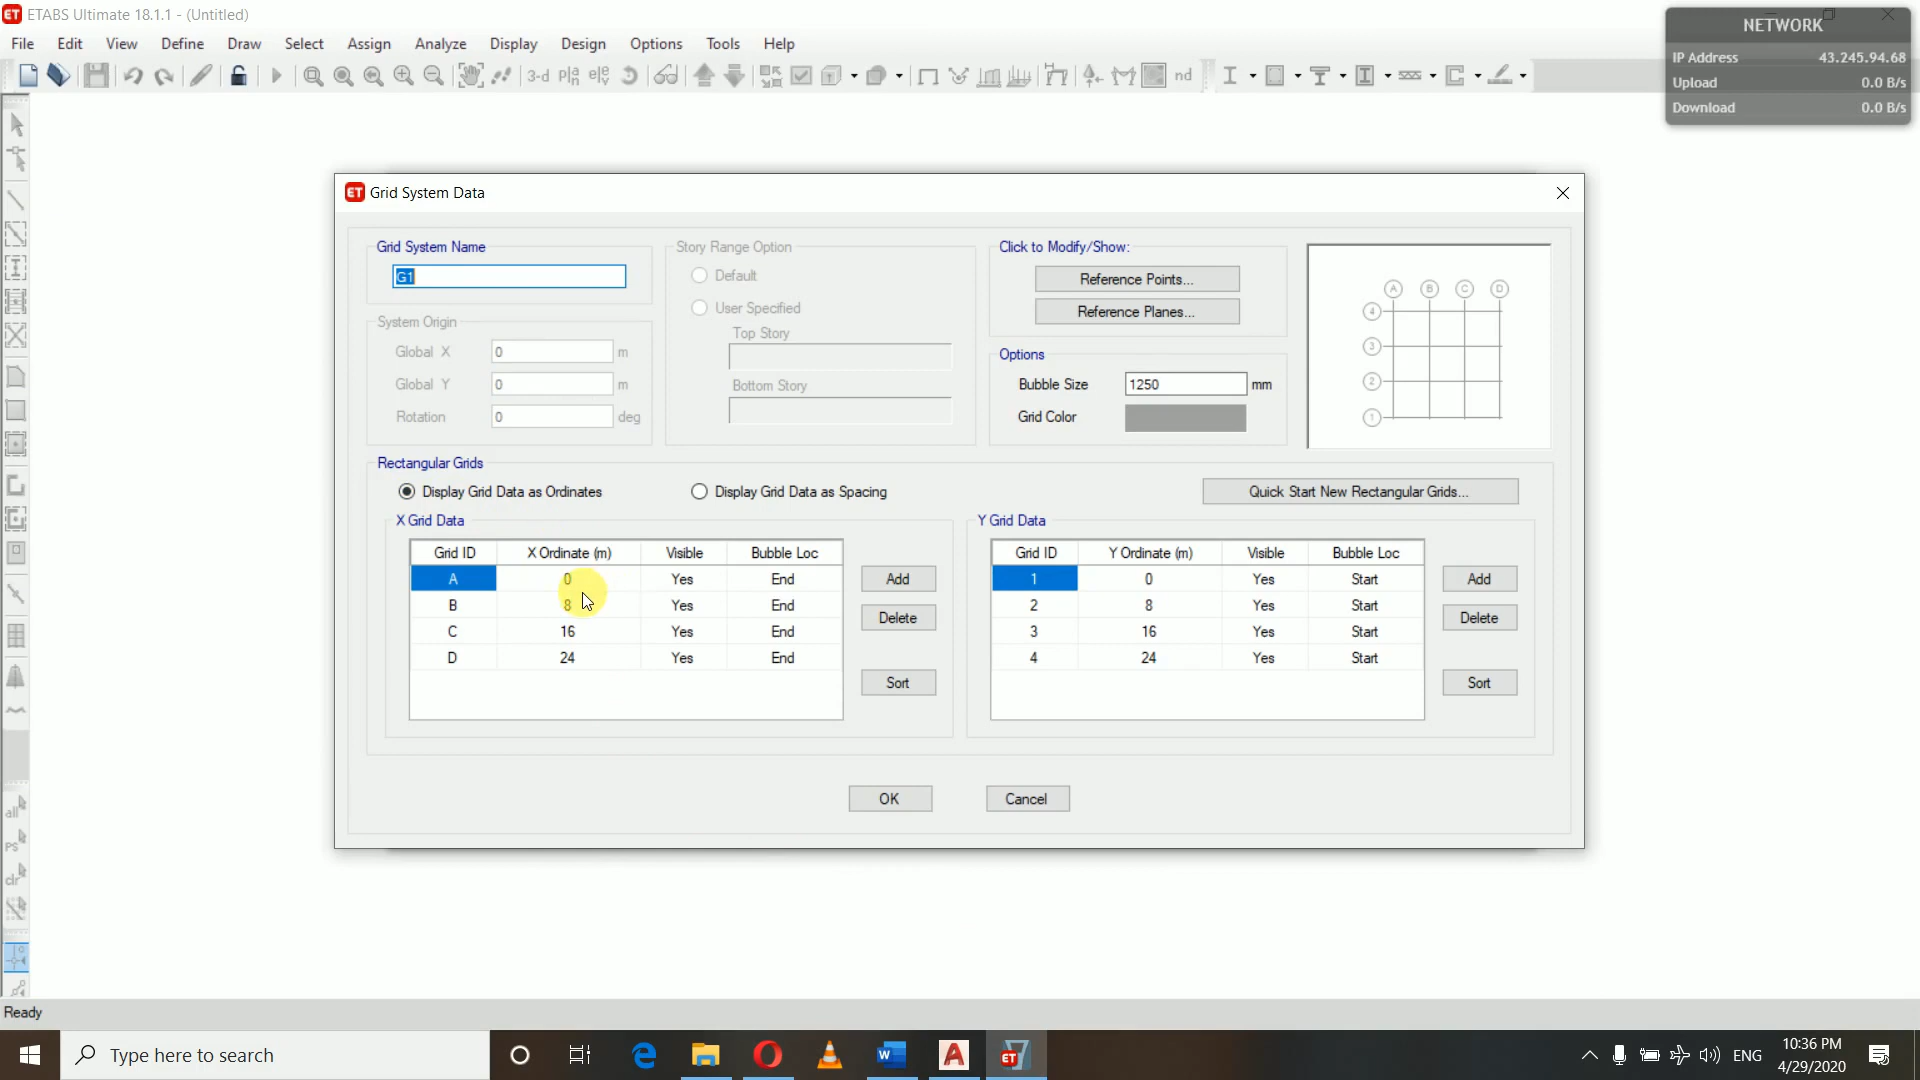 ETABS Ultimate 18.1.1 - (Untitled)
File Edit View Define Draw Select Assign Analyze Display Design Options Tools Help
3-d pla ele nd
NETWORK
IP Address 43.245.94.68
Upload 0.0 B/s
Download 0.0 B/s
Grid System Data
Grid System Name
G1
System Origin
Global X 0 m
Global Y 0 m
Rotation 0 deg
Story Range Option
Default
User Specified
Top Story
Bottom Story
Click to Modify/Show:
Reference Points...
Reference Planes...
Options
Bubble Size 1250 mm
Grid Color
A B C D
4
3
2
1
Rectangular Grids
Display Grid Data as Ordinates Display Grid Data as Spacing Quick Start New Rectangular Grids...
X Grid Data
Grid ID X Ordinate (m) Visible Bubble Loc
A 0 Yes End
B 8 Yes End
C 16 Yes End
D 24 Yes End
Add
Delete
Sort
Y Grid Data
Grid ID Y Ordinate (m) Visible Bubble Loc
1 0 Yes Start
2 8 Yes Start
3 16 Yes Start
4 24 Yes Start
Add
Delete
Sort
OK Cancel
all
ps
clr
Ready
Type here to search
ENG
10:36 PM
4/29/2020